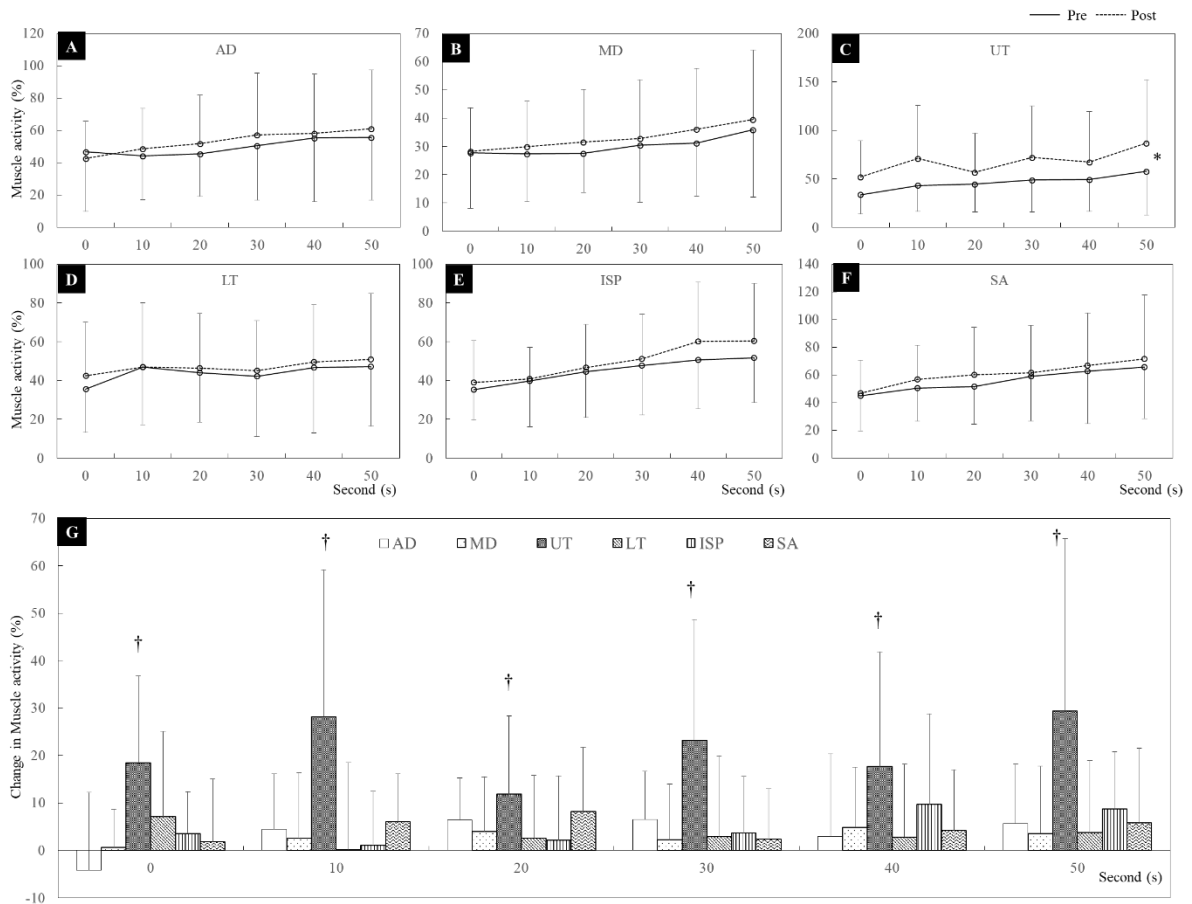 Pre Post
A AD
B MD
C UT
Muscle activity (%)
120
100
80
60
40
20
0
0 10 20 30 40 50
70
60
50
40
30
20
10
0
0 10 20 30 40 50
200
150
100
50
0
*
0 10 20 30 40 50
D LT
E ISP
F SA
Muscle activity (%)
100
80
60
40
20
0
0 10 20 30 40 50
Second (s)
100
80
60
40
20
0
0 10 20 30 40 50
Second (s)
140
120
100
80
60
40
20
0
0 10 20 30 40 50
Second (s)
G
AD MD UT LT ISP SA
Change in Muscle activity (%)
70
60
50
40
30
20
10
0
-10
† † † † † †
0 10 20 30 40 50
Second (s)